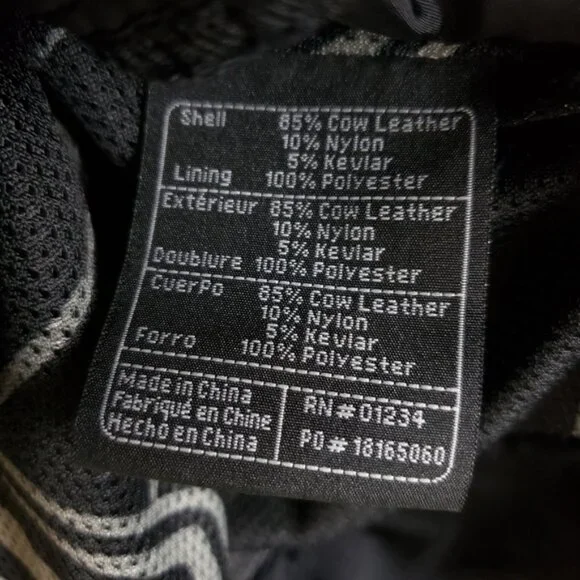 Shell 85% Cow Leather
10% Nylon
5% Kevlar
Lining 100% Polyester
Extérieur 85% Cow Leather
10% Nylon
5% Kevlar
Doublure 100% Polyester
Cuerpo 85% Cow Leather
10% Nylon
5% Kevlar
Forro 100% Polyester
Made in China
Fabriqué en Chine
Hecho en China
RN# 01234
PO# 18165060